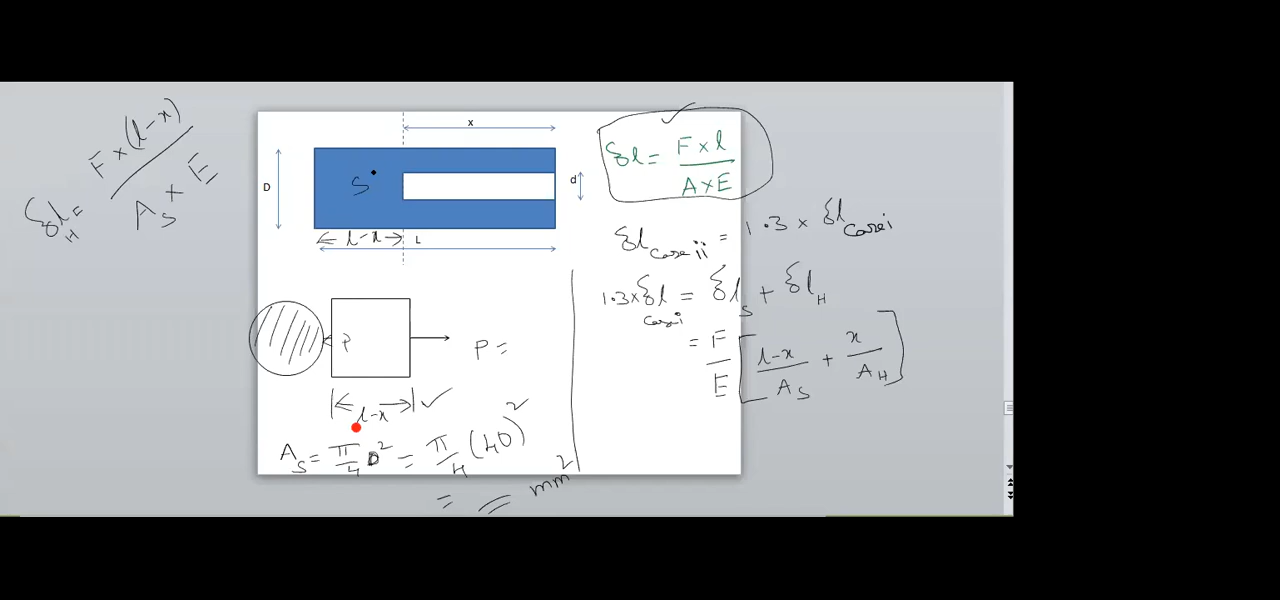 δl_H = F × (l-x) / A_S × E
x
D
S
d
l-x
L
δl = F × l / A × E
δl_case ii = 1.3 × δl_case i
1.3 × δl_case i = δl_S + δl_H
= F/E [ l-x / A_S + x / A_H ]
P
P =
l-x
A_S = π/4 D² = π/4 (40)²
= = mm²